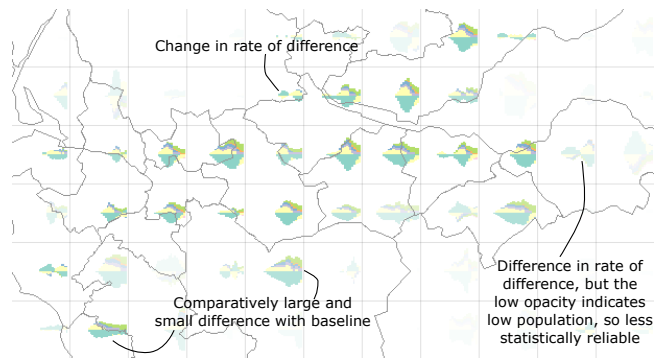 Change in rate of difference
Comparatively large and
small difference with baseline
Difference in rate of
difference, but the
low opacity indicates
low population, so less
statistically reliable